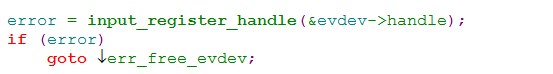 error = input_register_handle(&evdev->handle);
if (error)
goto ↓err_free_evdev;